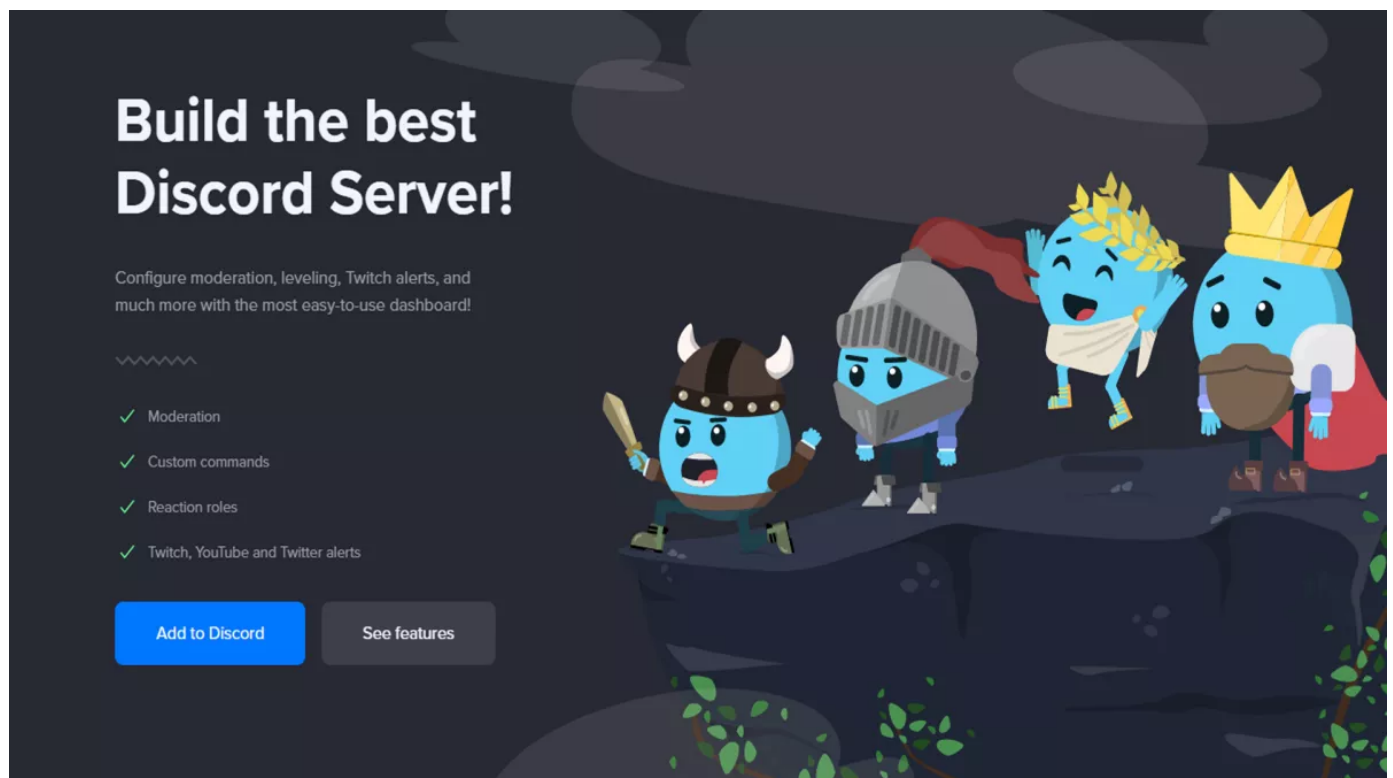 Build the best
Discord Server!
Configure moderation, leveling, Twitch alerts, and
much more with the most easy-to-use dashboard!
Moderation
Custom commands
Reaction roles
Twitch, YouTube and Twitter alerts
Add to Discord
See features